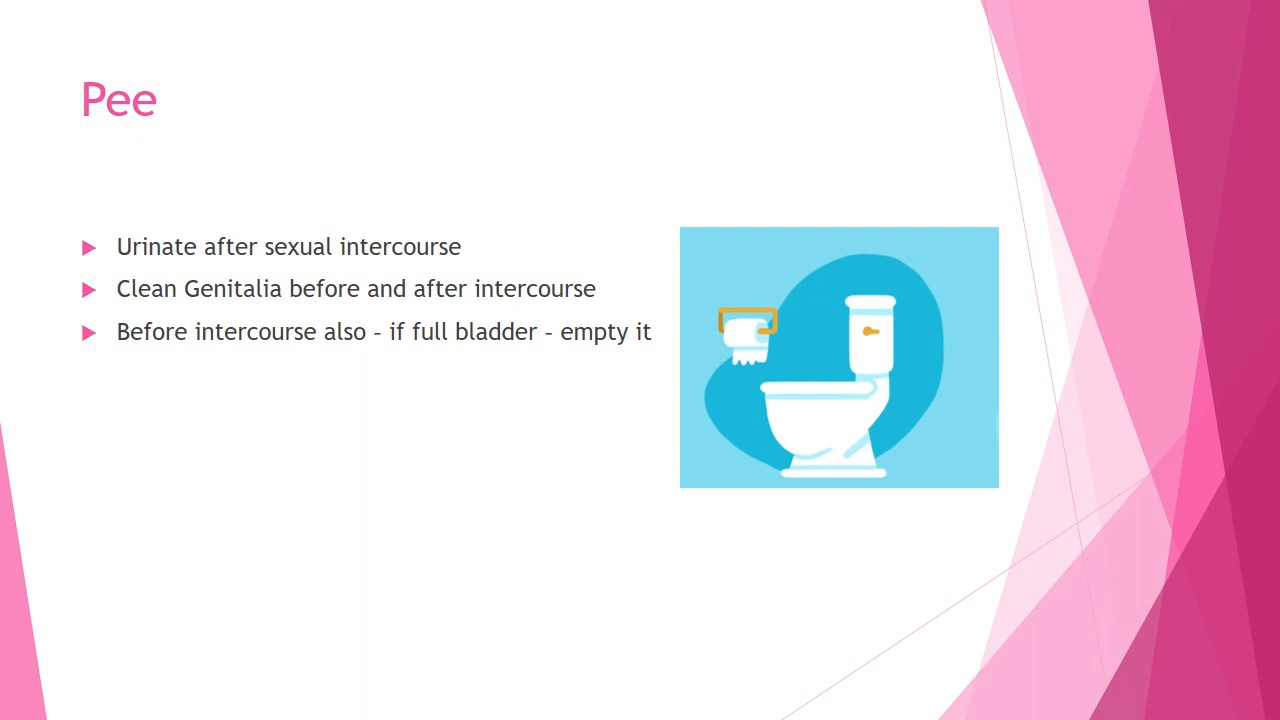 Pee
Urinate after sexual intercourse
Clean Genitalia before and after intercourse
Before intercourse also - if full bladder - empty it